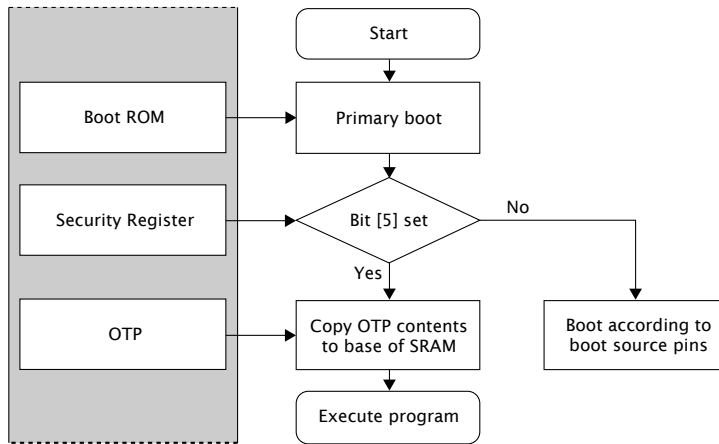 Start
Boot ROM
Primary boot
Security Register
Bit [5] set
No
Yes
OTP
Copy OTP contents
to base of SRAM
Boot according to
boot source pins
Execute program